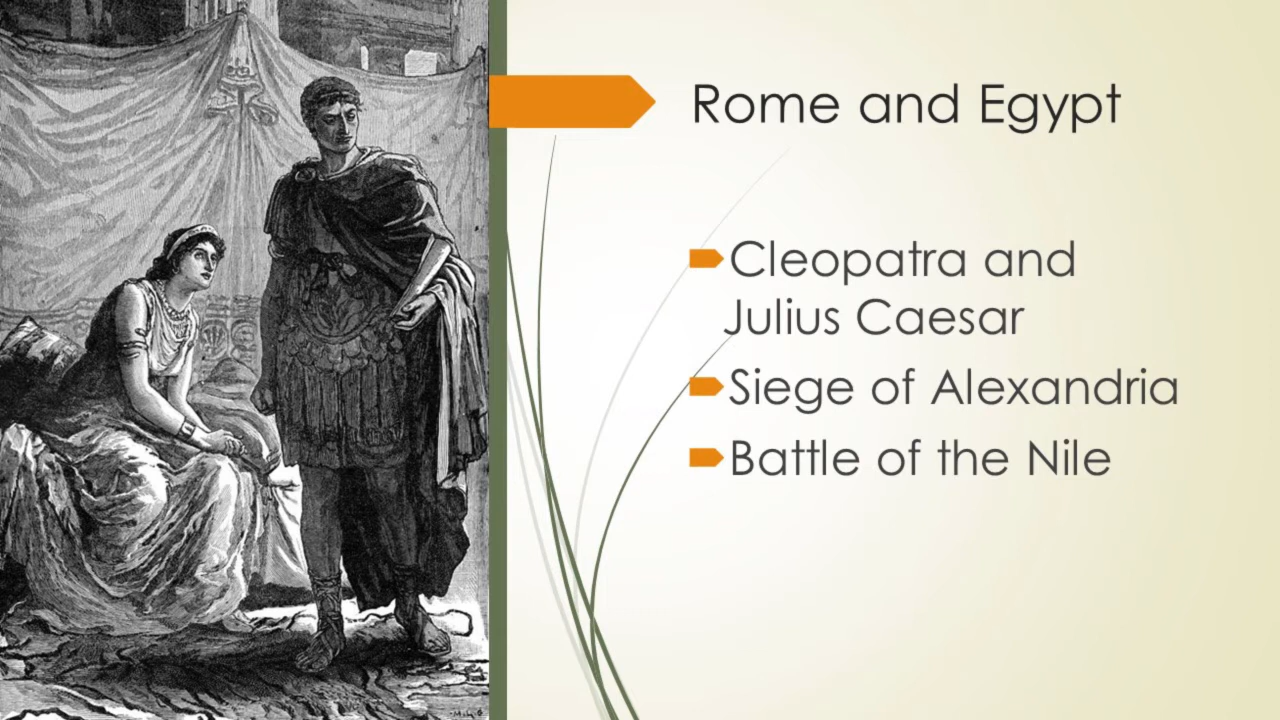 Rome and Egypt
Cleopatra and
Julius Caesar
Siege of Alexandria
Battle of the Nile